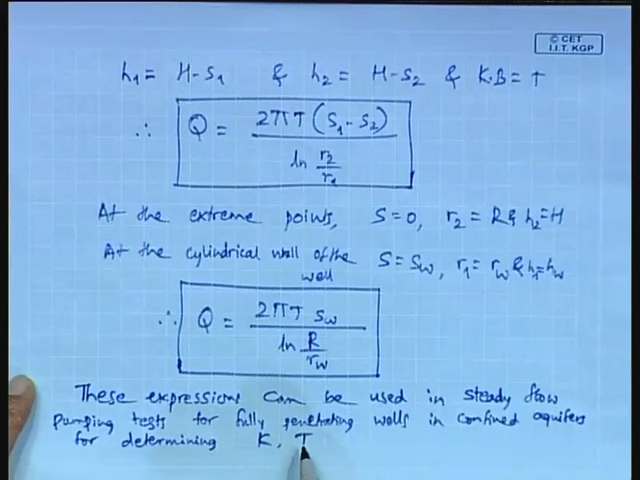 © CET
I.I.T. KGP
h₁ = H-S₁ & h₂ = H-S₂ & K.B = T
∴ Q = 2πT (S₁ - S₂) / ln r₂/r₁
At the extreme points, S=0, r₂ = R & h₂=H
At the cylindrical wall of the well S = Sw, r₁ = rw & h₁=hw
∴ Q = 2πT Sw / ln R/rw
These expressions can be used in steady flow
pumping tests for fully penetrating wells in confined aquifers
for determining K, T